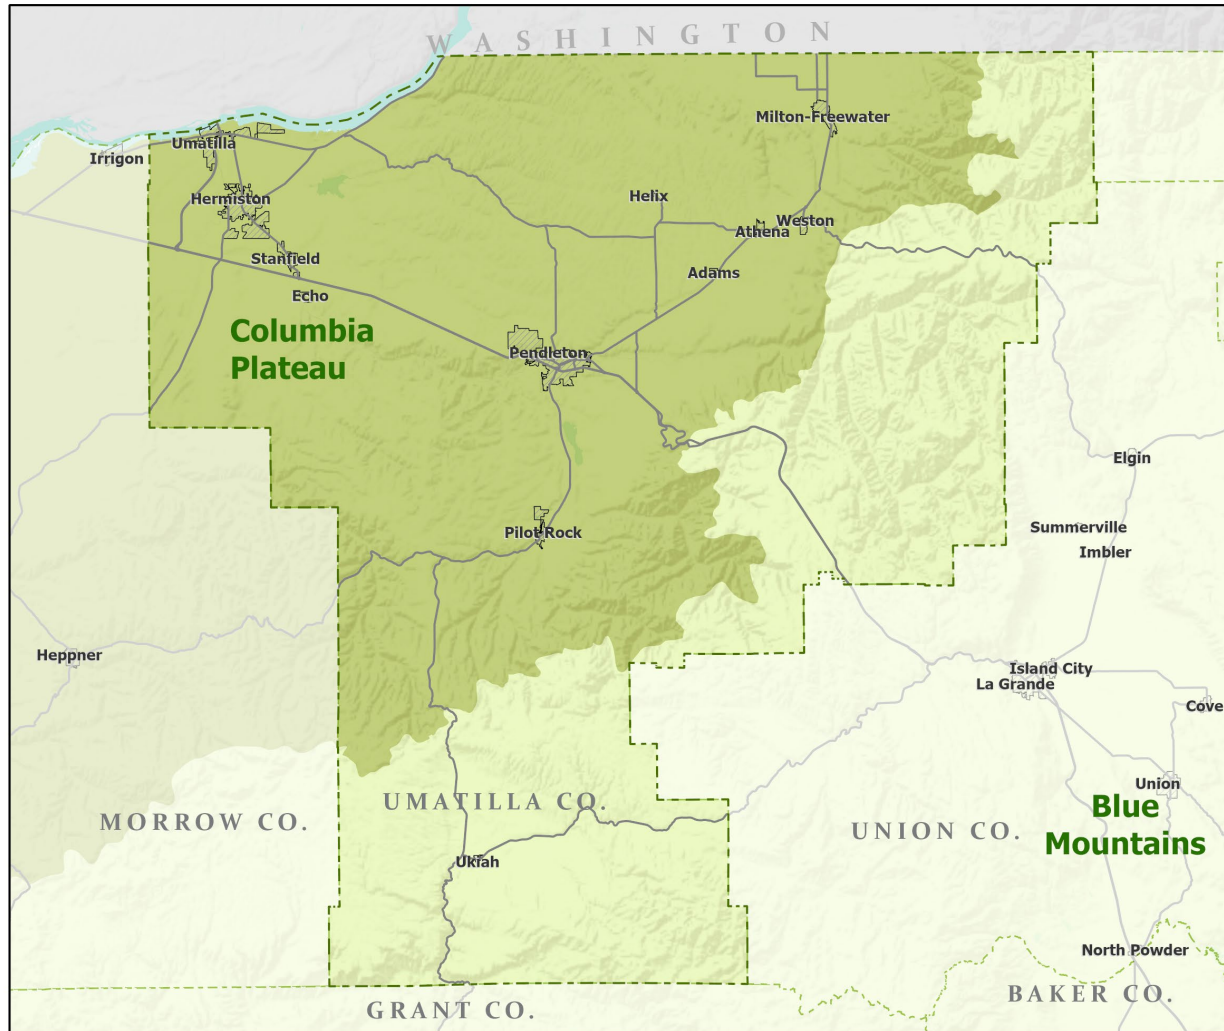 WASHINGTON
Milton-Freewater
Umatilla
Irrigon
Hermiston
Helix
Weston
Athena
Stanfield
Adams
Echo
Columbia
Plateau
Pendleton
Elgin
Summerville
Pilot Rock
Imbler
Heppner
Island City
La Grande
Cove
Union
UMATILLA CO.
Blue
Mountains
MORROW CO.
UNION CO.
Ukiah
North Powder
BAKER CO.
GRANT CO.